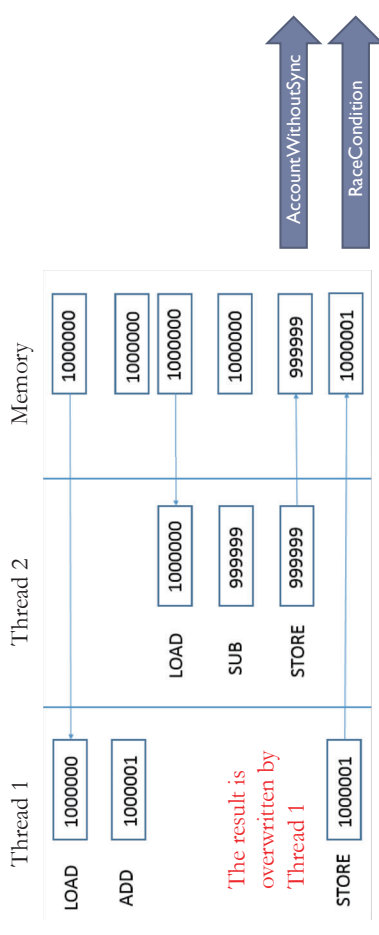 Thread 1 Thread 2 Memory
LOAD 1000000 1000000
ADD 1000001 1000000
LOAD 1000000 1000000
SUB 999999 1000000
The result is
overwritten by
Thread 1
STORE 999999 999999
STORE 1000001 1000001
AccountWithoutSync
RaceCondition